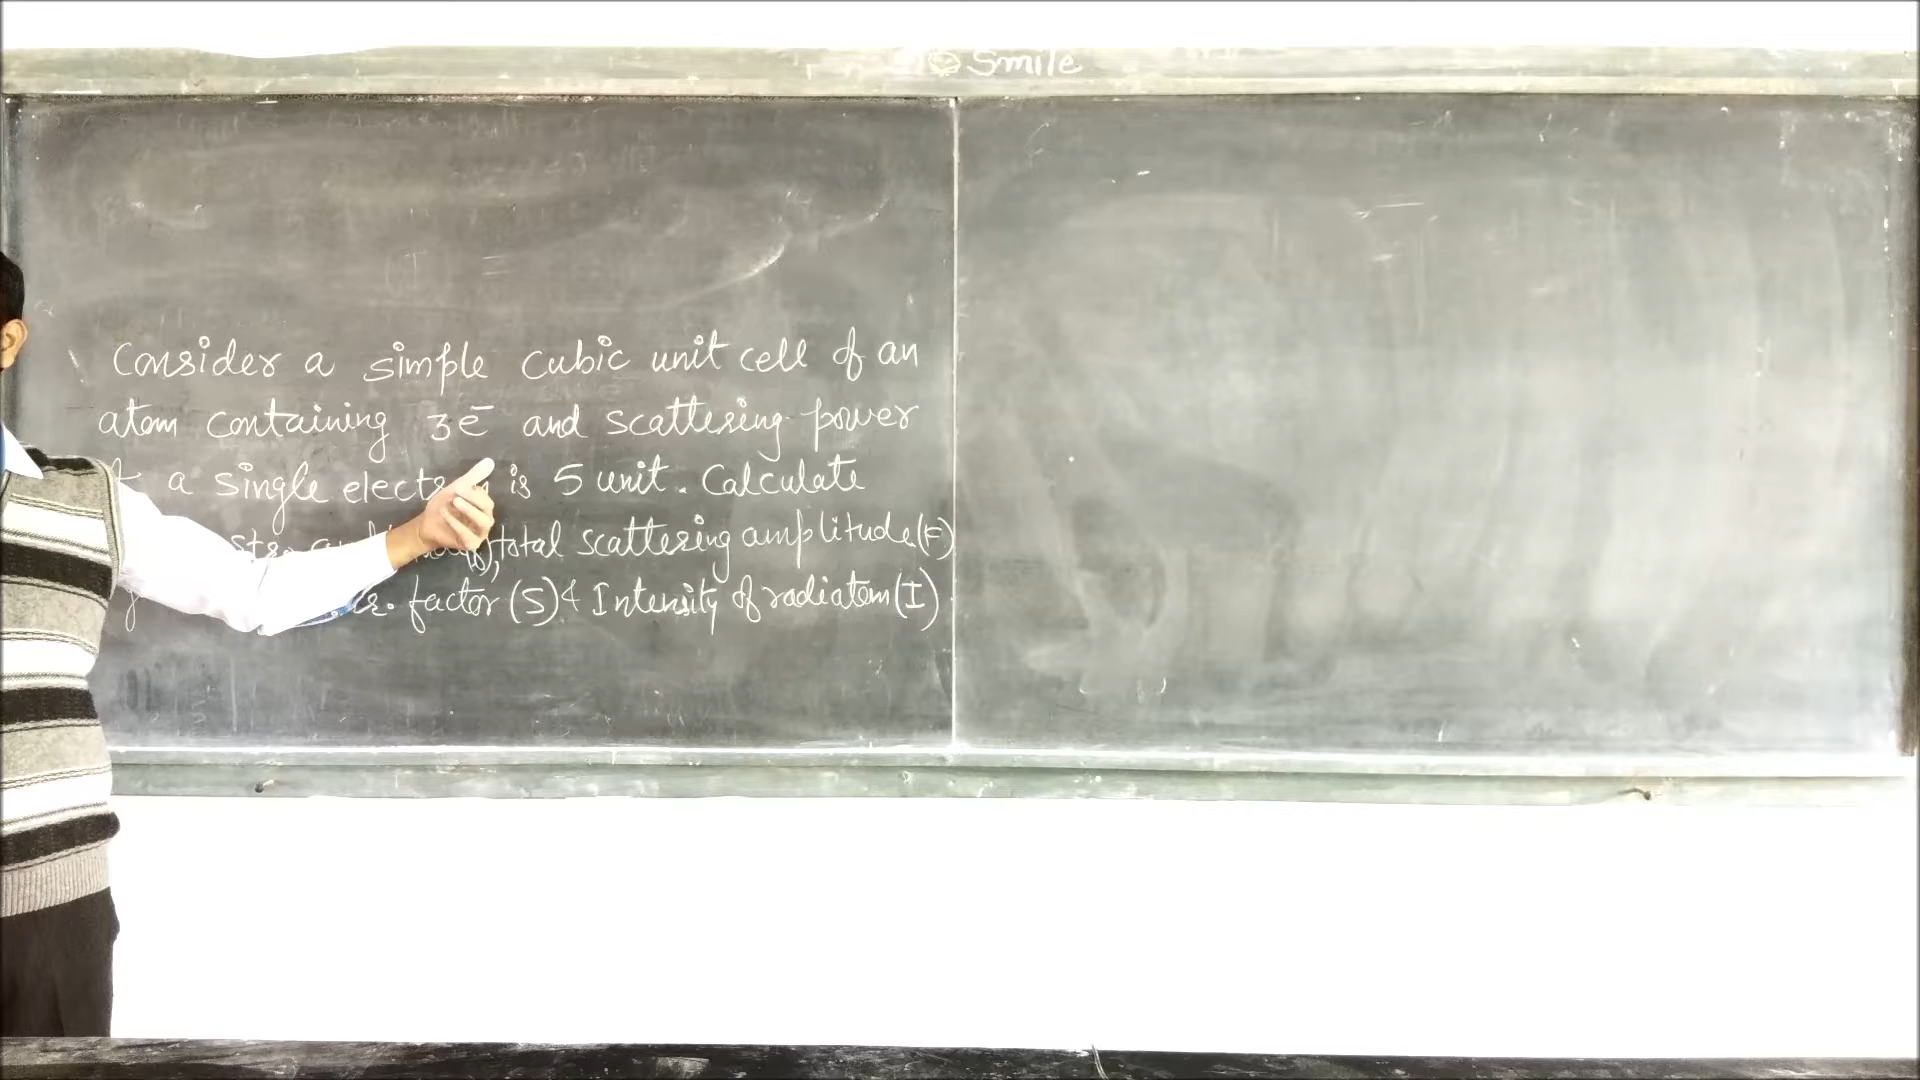 Smile
Consider a simple cubic unit cell of an
atom containing 3e̅ and scattering power
a single is 5 unit. Calculate
total scattering amplitude(F)
factor (S) & Intensity of radiatom (I)